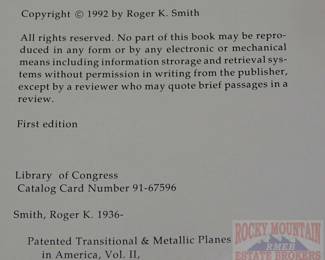 Copyright © 1992 by Roger K. Smith
All rights reserved. No part of this book may be repro-
duced in any form or by any electronic or mechanical
means including information strorage and retrieval sys-
tems without permission in writing from the publisher,
except by a reviewer who may quote brief passages in a
review.
First edition
Library of Congress
Catalog Card Number 91-67596
Smith, Roger K. 1936-
Patented Transitional & Metallic Planes
in America, Vol. II,
ROCKY MOUNTAIN
RMEB
ESTATE BROKERS